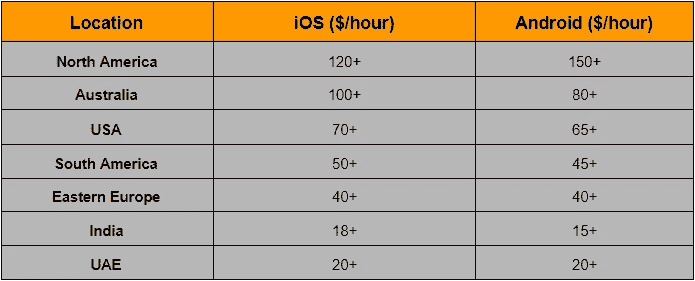 Location iOS ($/hour) Android ($/hour)
North America 120+ 150+
Australia 100+ 80+
USA 70+ 65+
South America 50+ 45+
Eastern Europe 40+ 40+
India 18+ 15+
UAE 20+ 20+